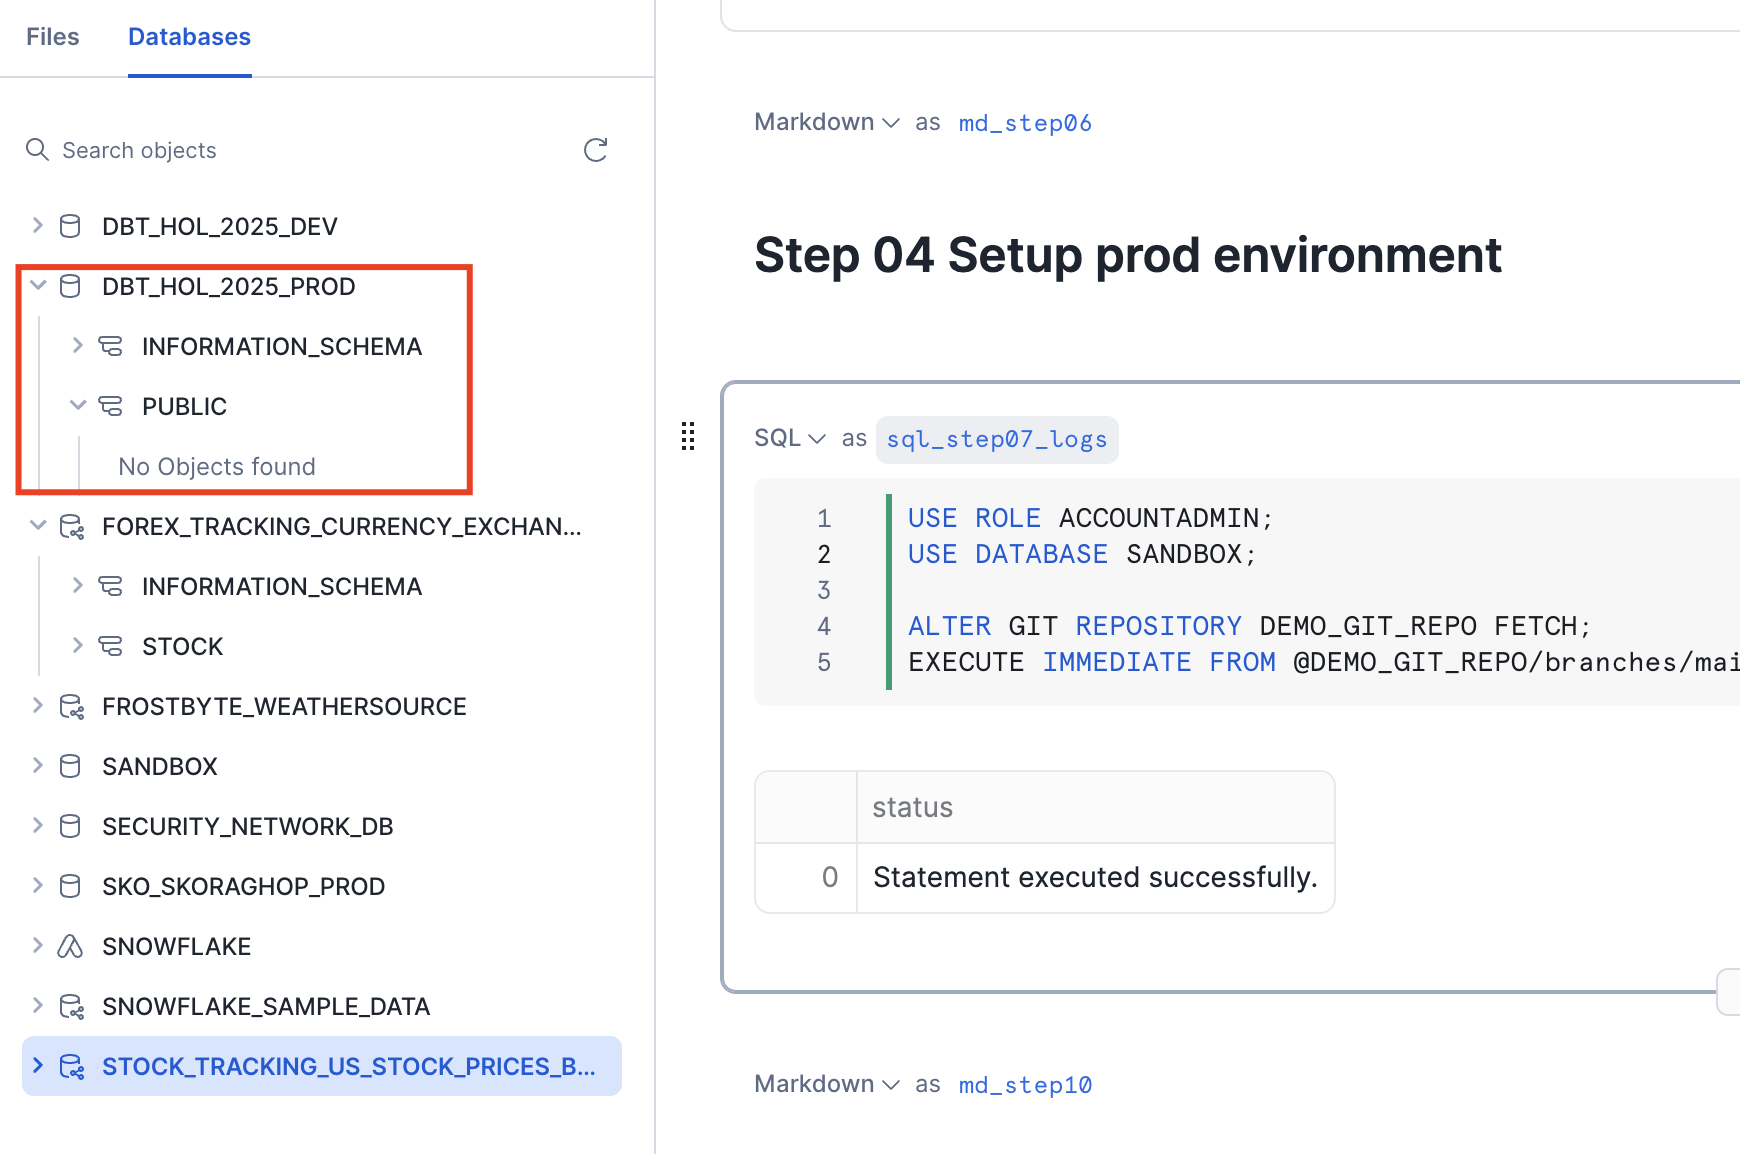 Files
Databases
Search objects
DBT_HOL_2025_DEV
DBT_HOL_2025_PROD
INFORMATION_SCHEMA
PUBLIC
No Objects found
FOREX_TRACKING_CURRENCY_EXCHAN...
INFORMATION_SCHEMA
STOCK
FROSTBYTE_WEATHERSOURCE
SANDBOX
SECURITY_NETWORK_DB
SKO_SKORAGHOP_PROD
SNOWFLAKE
SNOWFLAKE_SAMPLE_DATA
STOCK_TRACKING_US_STOCK_PRICES_B...
Markdown as md_step06
Step 04 Setup prod environment
SQL as sql_step07_logs
1 USE ROLE ACCOUNTADMIN;
2 USE DATABASE SANDBOX;
3
4 ALTER GIT REPOSITORY DEMO_GIT_REPO FETCH;
5 EXECUTE IMMEDIATE FROM @DEMO_GIT_REPO/branches/mai
status
0 Statement executed successfully.
Markdown as md_step10